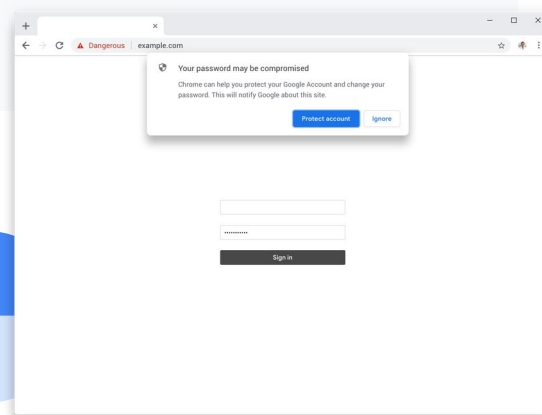 Dangerous | example.com
Your password may be compromised
Chrome can help you protect your Google Account and change your
password. This will notify Google about this site.
Protect account Ignore
•••••••••••
Sign in